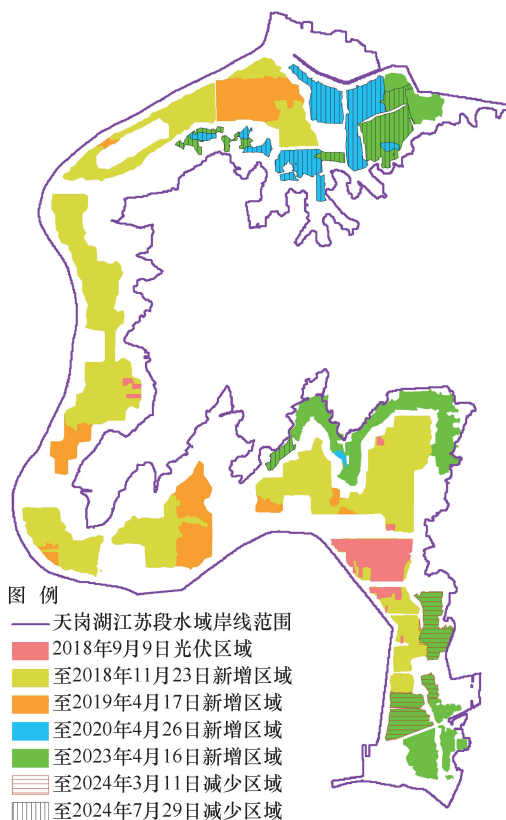 图 例
天岗湖江苏段水域岸线范围
2018年9月9日光伏区域
至2018年11月23日新增区域
至2019年4月17日新增区域
至2020年4月26日新增区域
至2023年4月16日新增区域
至2024年3月11日减少区域
至2024年7月29日减少区域